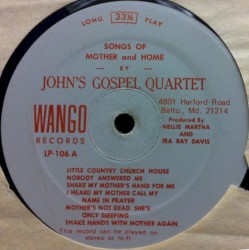 LONG 33⅓ PLAY
SONGS OF
MOTHER and HOME
BY
JOHN'S GOSPEL QUARTET
WANGO
RECORDS
LP-106 A
4801 Harford Road
Balto., Md. 21214
Produced By
NELLIE MARTHA
AND
IRA RAY DAVIS
LITTLE COUNTRY CHURCH HOUSE
NOBODY ANSWERED ME
SHAKE MY MOTHER'S HAND FOR ME
I HEARD MY MOTHER CALL MY
NAME IN PRAYER
MOTHER'S NOT DEAD, SHE'S
ONLY SLEEPING
SHAKE HANDS WITH MOTHER AGAIN.
This record can be played on
stereo or hi-fi.